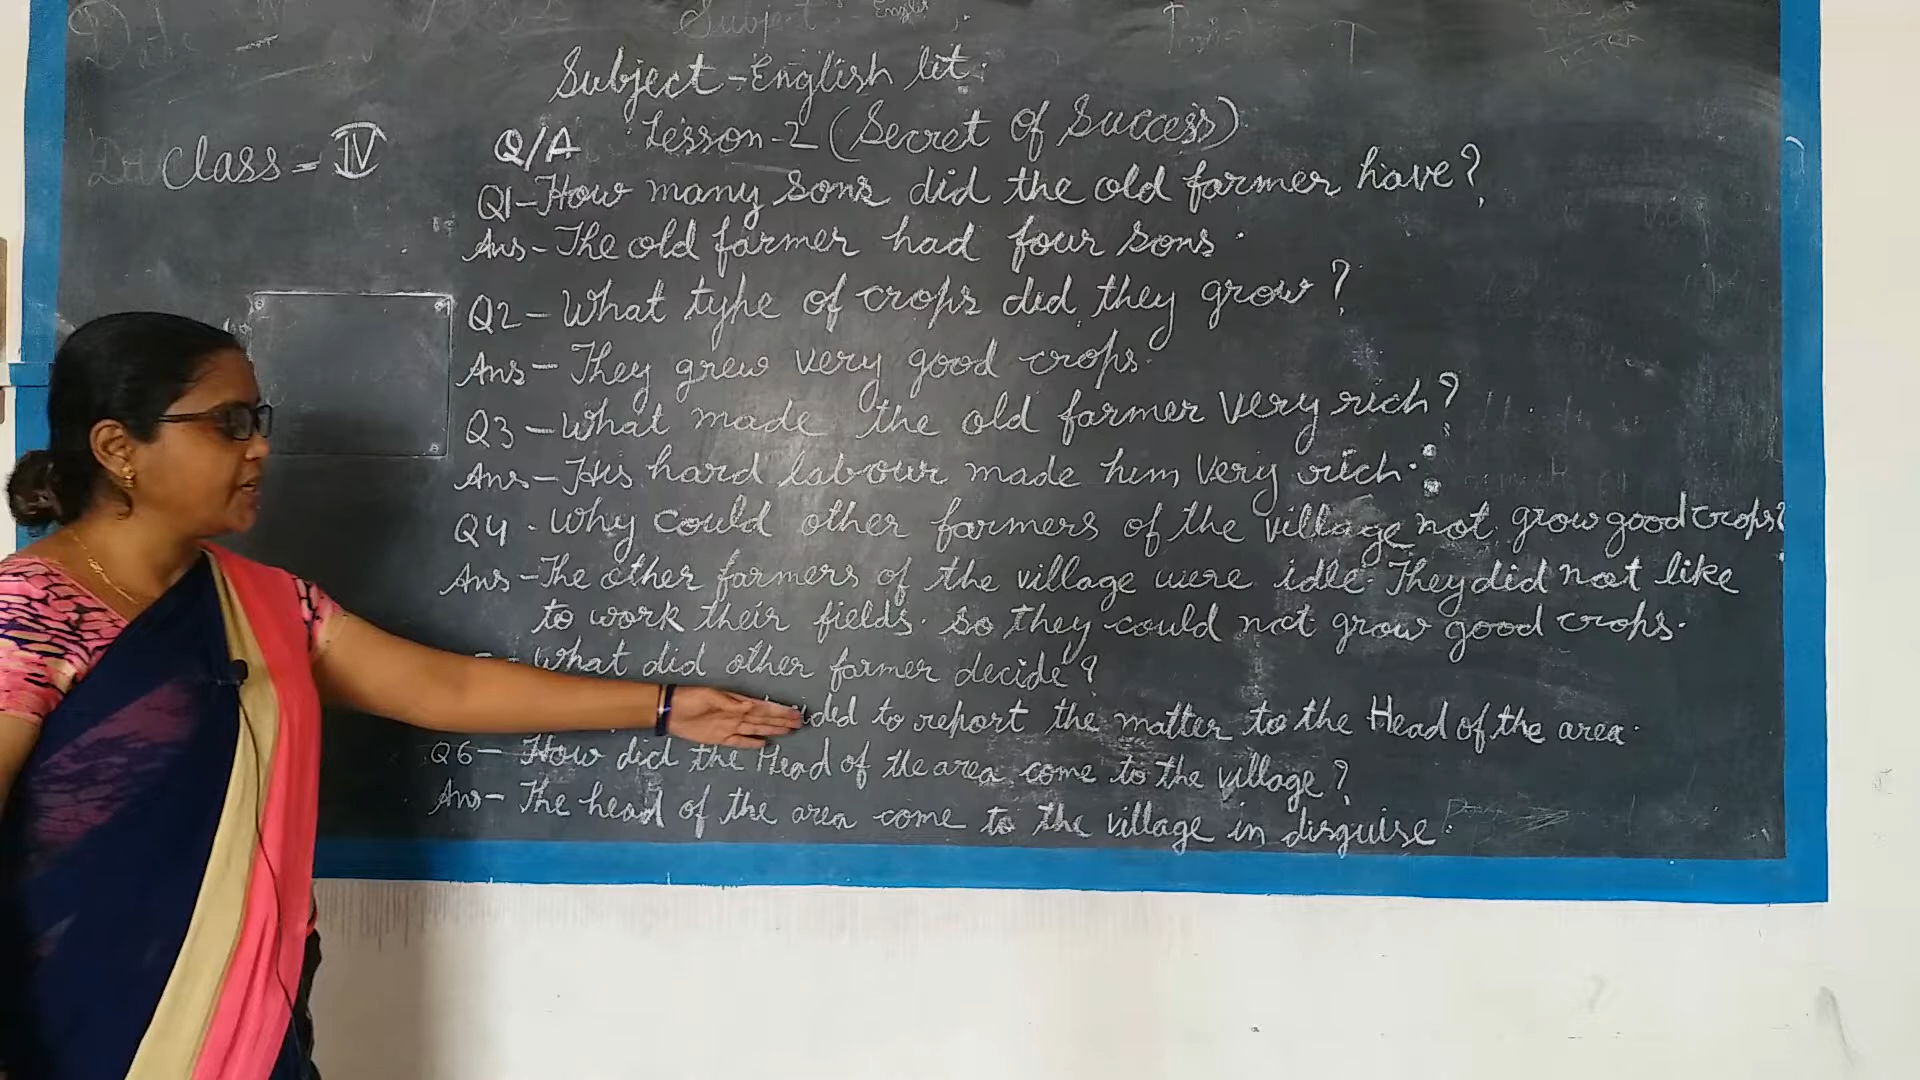 Subject :- English
Subject - English lit.
Class - IV
Q/A Lesson-2 (Secret of Success)
Q1- How many sons did the old farmer have?
Ans - The old farmer had four sons.
Q2 - What type of crops did they grow?
Ans - They grew very good crops.
Q3 - What made the old farmer very rich?
Ans - His hard labour made him very rich.
Q4 - Why could other farmers of the village not grow good crops?
Ans - The other farmers of the village were idle. They did not like
to work their fields. So they could not grow good crops.
What did other farmer decide?
to report the matter to the Head of the area.
Q6 - How did the Head of the area come to the village?
Ans - The head of the area come to the village in disguise.